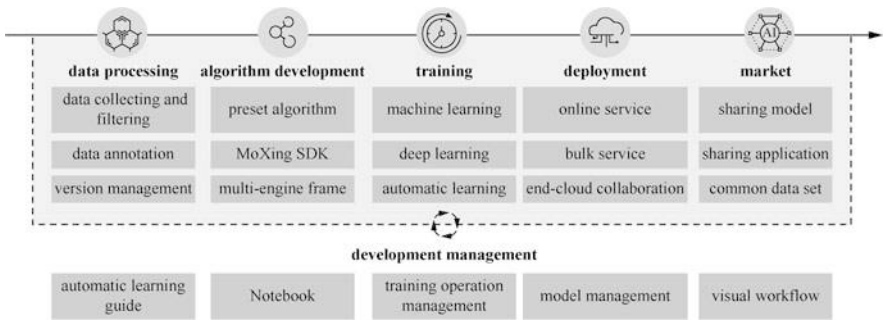 AI
data processing
algorithm development
training
deployment
market
data collecting and
filtering
preset algorithm
machine learning
online service
sharing model
data annotation
MoXing SDK
deep learning
bulk service
sharing application
version management
multi-engine frame
automatic learning
end-cloud collaboration
common data set
development management
automatic learning
guide
Notebook
training operation
management
model management
visual workflow